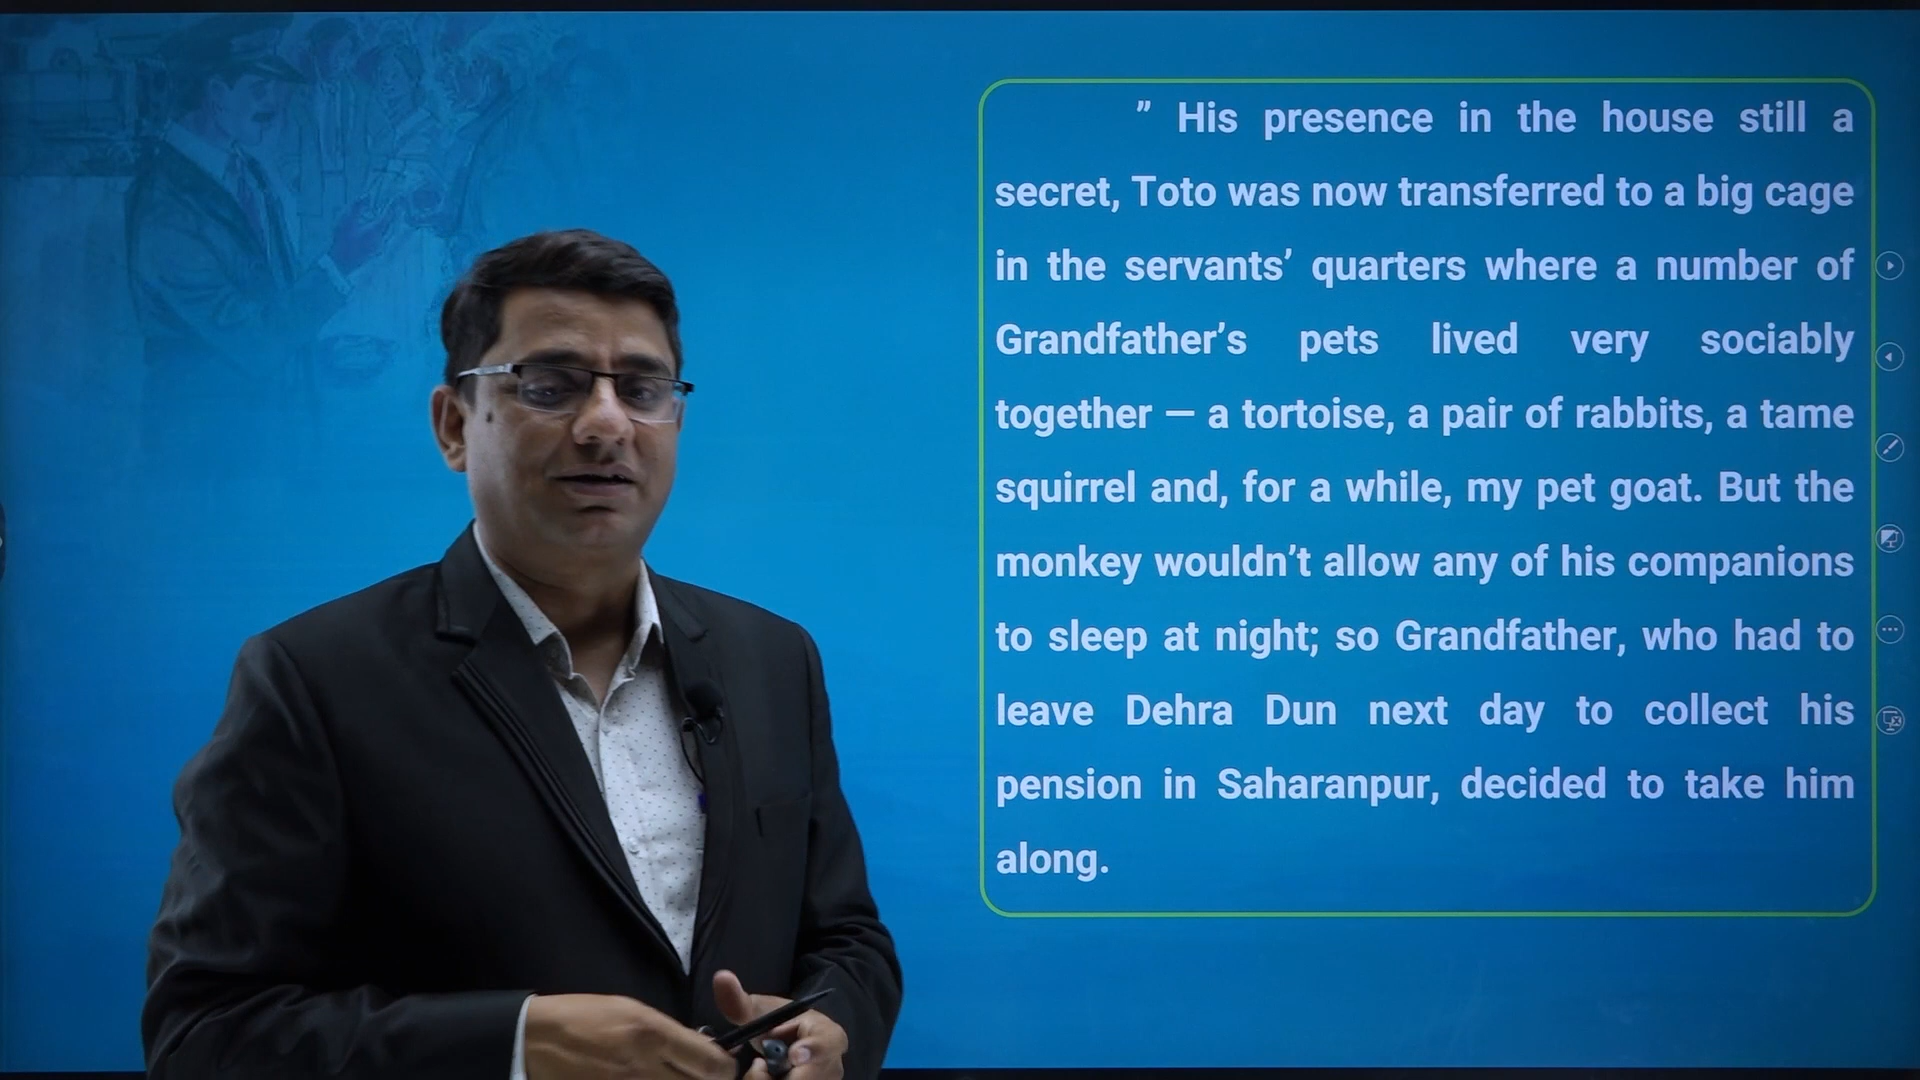 ” His presence in the house still a
secret, Toto was now transferred to a big cage
in the servants’ quarters where a number of
Grandfather’s pets lived very sociably
together — a tortoise, a pair of rabbits, a tame
squirrel and, for a while, my pet goat. But the
monkey wouldn’t allow any of his companions
to sleep at night; so Grandfather, who had to
leave Dehra Dun next day to collect his
pension in Saharanpur, decided to take him
along.